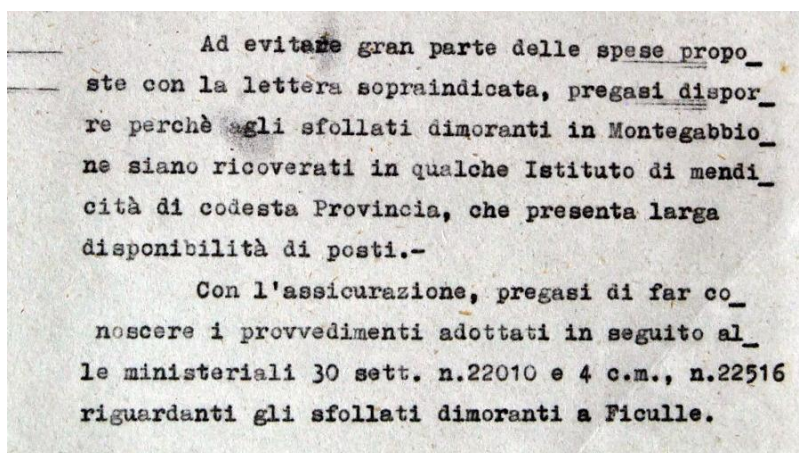 Ad evitare gran parte delle spese propo_
ste con la lettera sopraindicata, pregasi dispor_
re perchè agli sfollati dimoranti in Montegabbio_
ne siano ricoverati in qualche Istituto di mendi_
cità di codesta Provincia, che presenta larga
disponibilità di posti.-
Con l'assicurazione, pregasi di far co_
noscere i provvedimenti adottati in seguito al_
le ministeriali 30 sett. n.22010 e 4 c.m., n.22516
riguardanti gli sfollati dimoranti a Ficulle.